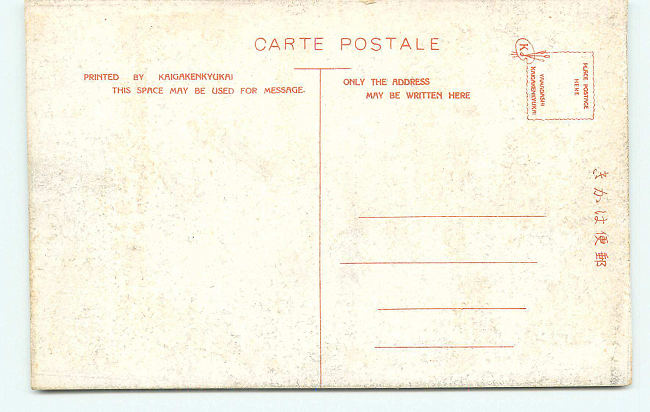 CARTE POSTALE
PRINTED BY KAIGAKENKYUKAI
THIS SPACE MAY BE USED FOR MESSAGE.
ONLY THE ADDRESS
MAY BE WRITTEN HERE
K
PLACE POSTAGE
HERE
KAIGAKENKYUKAI
きかは便郵